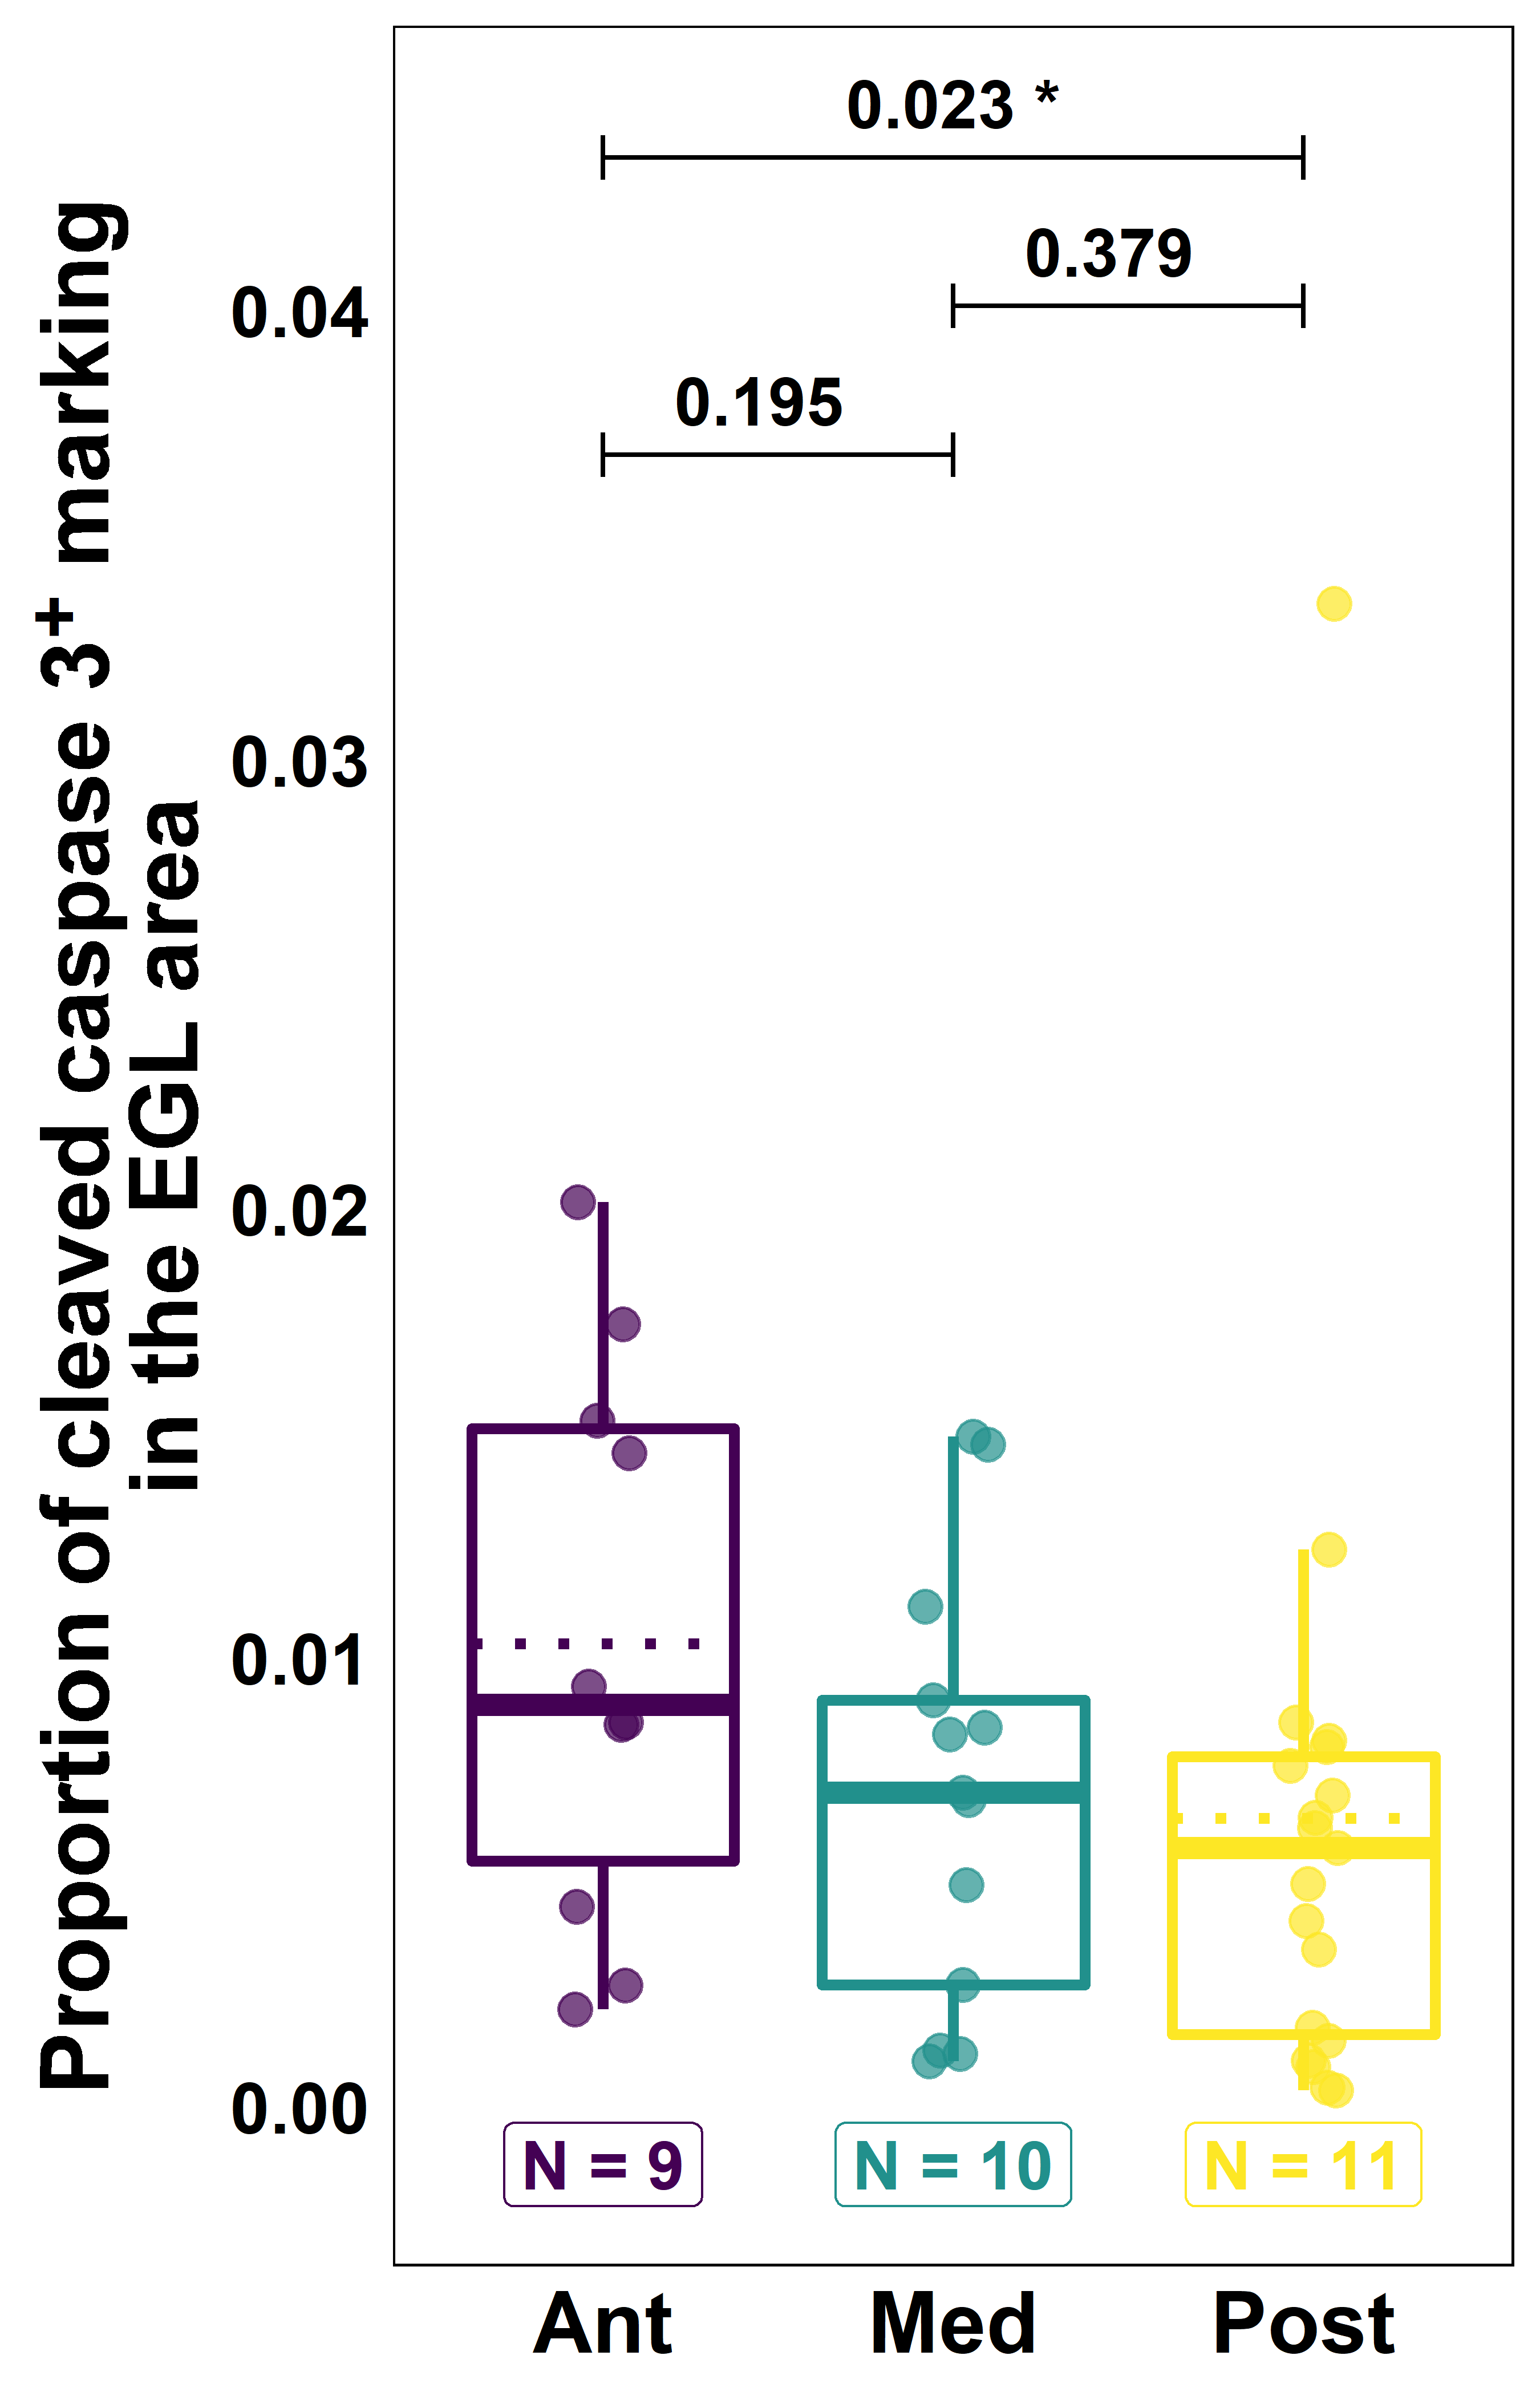 Proportion of cleaved caspase 3⁺ marking
in the EGL area
0.04
0.03
0.02
0.01
0.00
0.023 *
0.379
0.195
N = 9
N = 10
N = 11
Ant
Med
Post